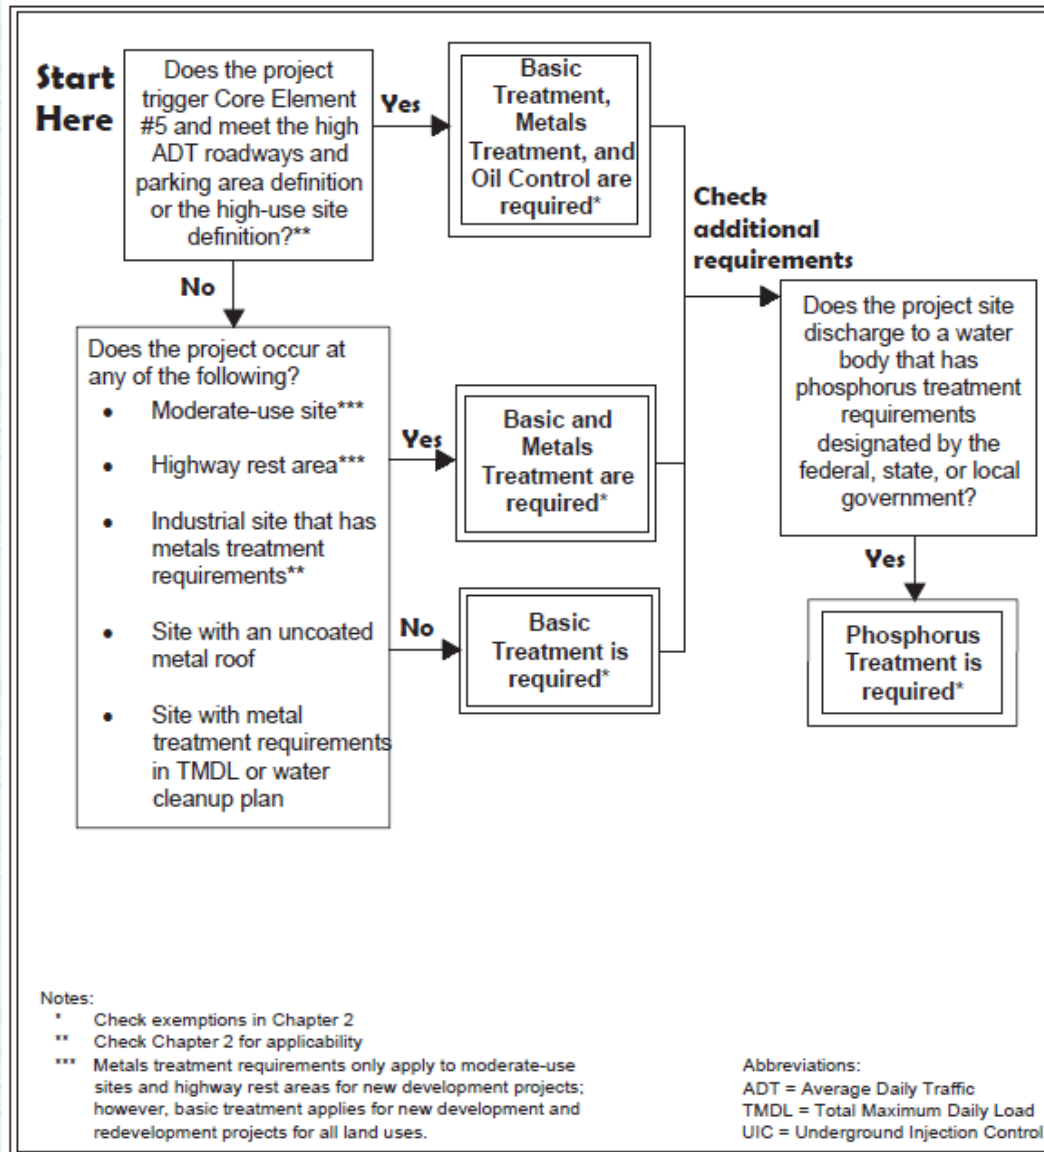 Start
Here
Does the project
trigger Core Element
#5 and meet the high
ADT roadways and
parking area definition
or the high-use site
definition?**
Yes
Basic
Treatment,
Metals
Treatment, and
Oil Control are
required*
Check
additional
requirements
No
Does the project occur at
any of the following?
• Moderate-use site***
• Highway rest area***
• Industrial site that has
metals treatment
requirements**
• Site with an uncoated
metal roof
• Site with metal
treatment requirements
in TMDL or water
cleanup plan
Yes
Basic and
Metals
Treatment are
required*
No
Basic
Treatment is
required*
Does the project site
discharge to a water
body that has
phosphorus treatment
requirements
designated by the
federal, state, or local
government?
Yes
Phosphorus
Treatment is
required*
Notes:
* Check exemptions in Chapter 2
** Check Chapter 2 for applicability
*** Metals treatment requirements only apply to moderate-use
sites and highway rest areas for new development projects;
however, basic treatment applies for new development and
redevelopment projects for all land uses.
Abbreviations:
ADT = Average Daily Traffic
TMDL = Total Maximum Daily Load
UIC = Underground Injection Control